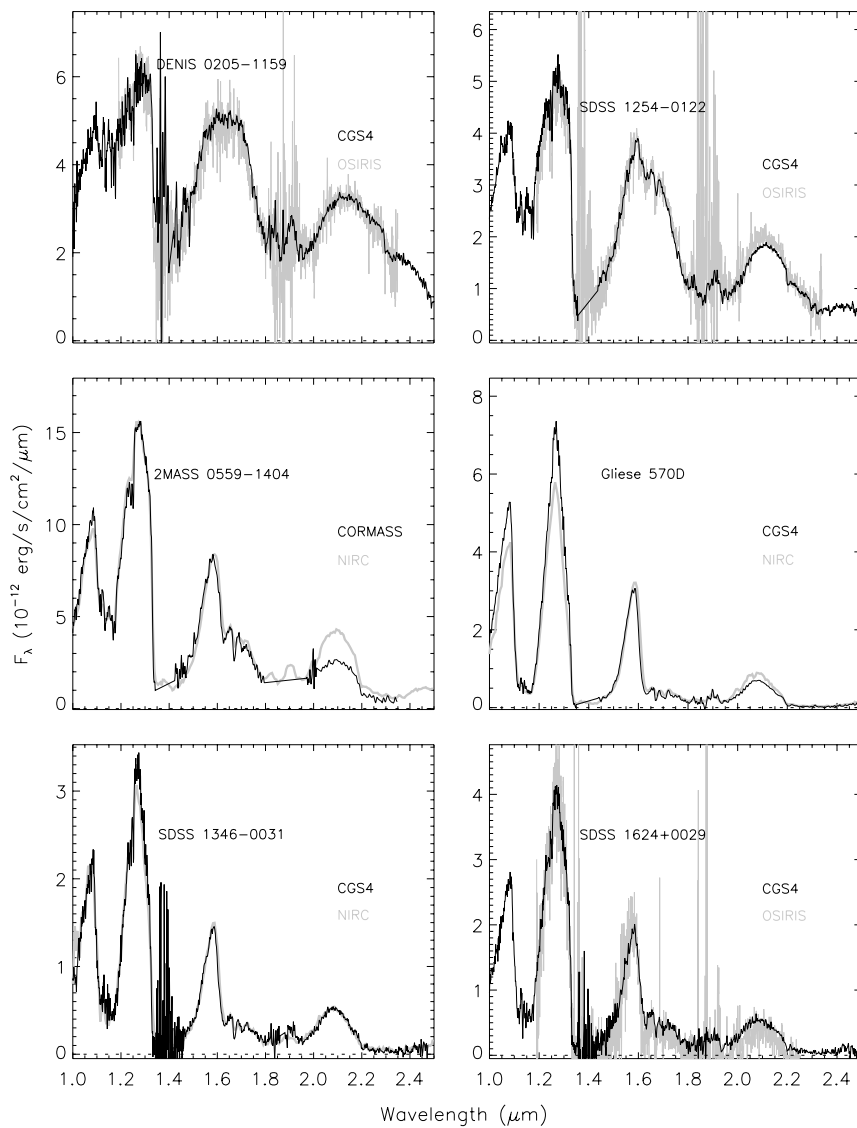 DENIS 0205−1159
CGS4
OSIRIS
6
4
2
0
SDSS 1254−0122
CGS4
OSIRIS
6
5
4
3
2
1
0
2MASS 0559−1404
CORMASS
NIRC
15
10
5
0
Gliese 570D
CGS4
NIRC
8
6
4
2
0
SDSS 1346−0031
CGS4
NIRC
3
2
1
0
1.0 1.2 1.4 1.6 1.8 2.0 2.2 2.4
SDSS 1624+0029
CGS4
OSIRIS
4
3
2
1
0
1.0 1.2 1.4 1.6 1.8 2.0 2.2 2.4
F_λ (10⁻¹² erg/s/cm²/μm)
Wavelength (μm)